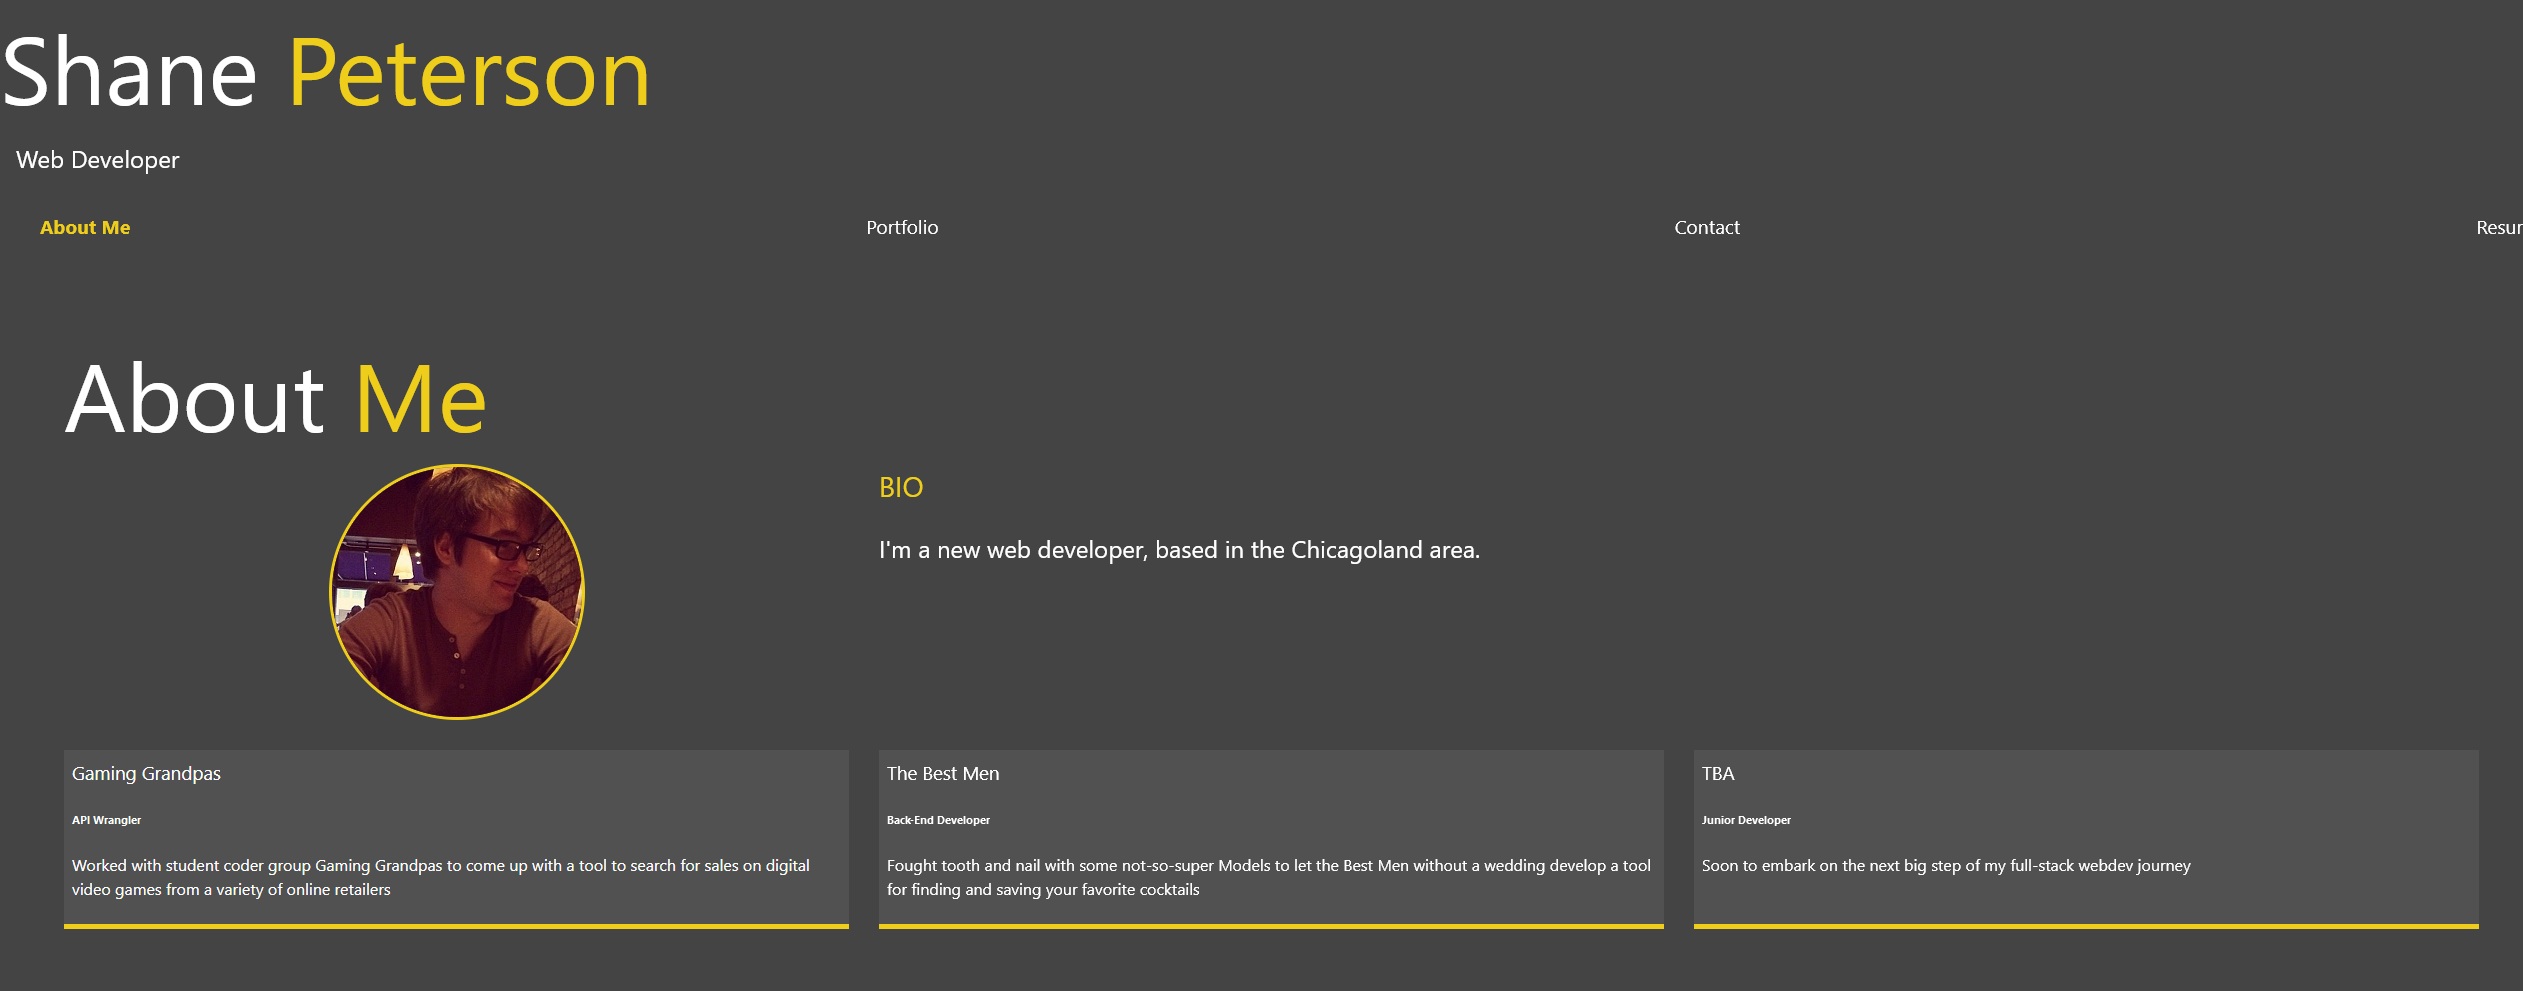 Shane Peterson
Web Developer
About Me
Portfolio
Contact
Resu
About Me
BIO
I'm a new web developer, based in the Chicagoland area.
Gaming Grandpas
API Wrangler
Worked with student coder group Gaming Grandpas to come up with a tool to search for sales on digital
video games from a variety of online retailers
The Best Men
Back-End Developer
Fought tooth and nail with some not-so-super Models to let the Best Men without a wedding develop a tool
for finding and saving your favorite cocktails
TBA
Junior Developer
Soon to embark on the next big step of my full-stack webdev journey